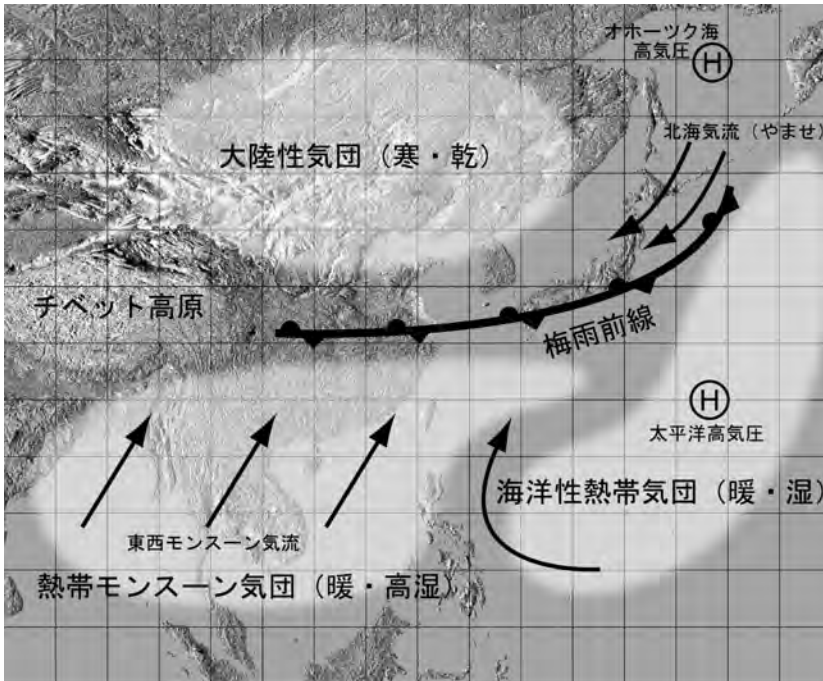 オホーツク海
高気圧
H
北海気流（やませ）
大陸性気団（寒・乾）
チベット高原
梅雨前線
H
太平洋高気圧
海洋性熱帯気団（暖・湿）
東西モンスーン気流
熱帯モンスーン気団（暖・高湿）